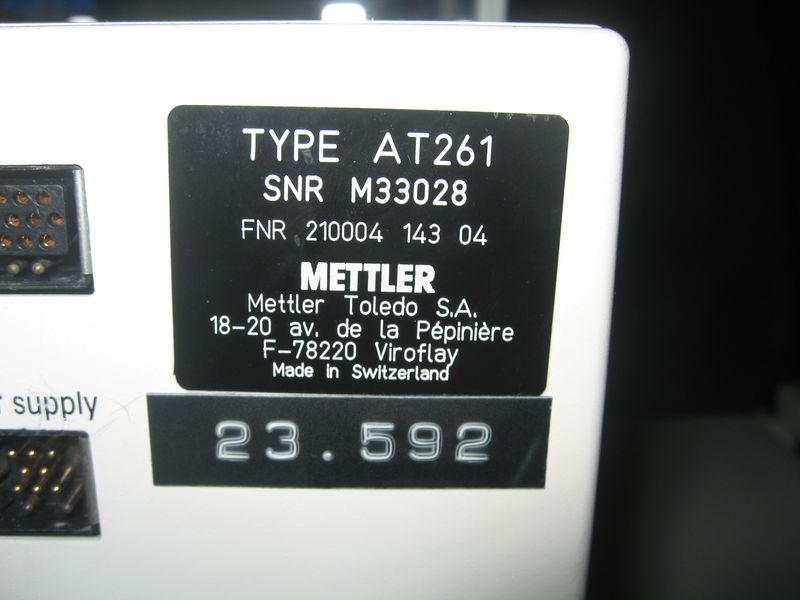 TYPE AT261
SNR M33028
FNR 210004 143 04
METTLER
Mettler Toledo S.A.
18-20 av. de la Pépinière
F-78220 Viroflay
Made in Switzerland
supply
23.592